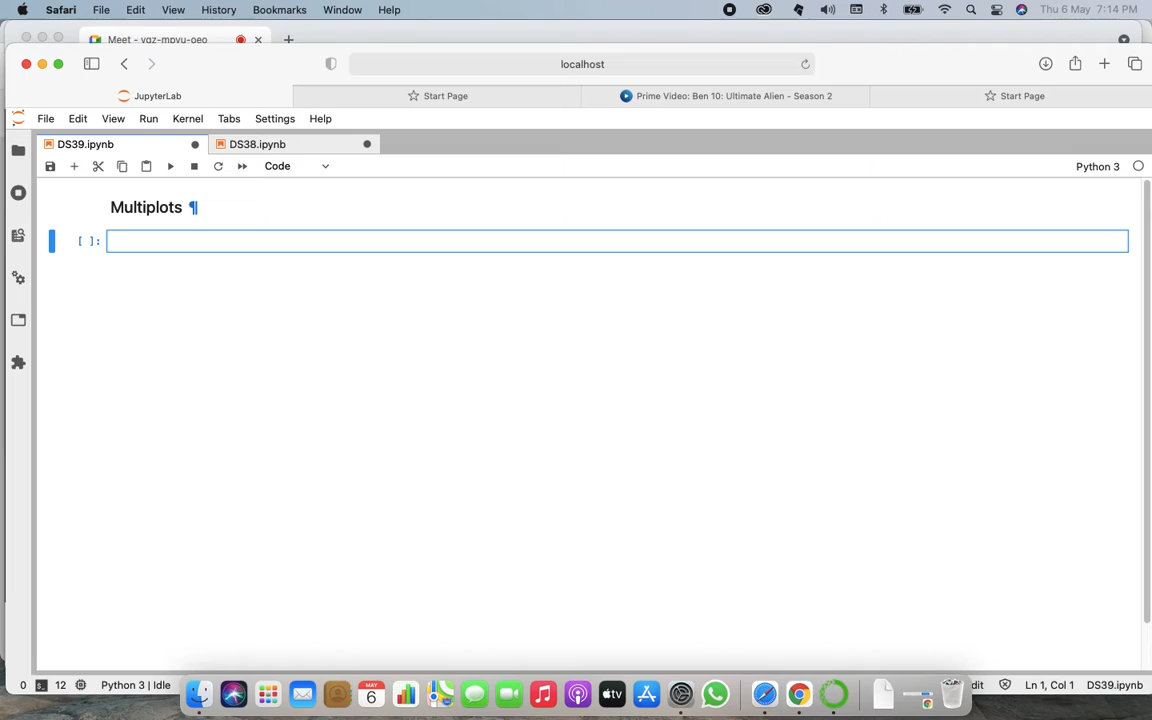 Safari File Edit View History Bookmarks Window Help Thu 6 May 7:14 PM
Meet - vgz-mpvu-oeo
localhost
JupyterLab Start Page Prime Video: Ben 10: Ultimate Alien - Season 2 Start Page
File Edit View Run Kernel Tabs Settings Help
DS39.ipynb DS38.ipynb
Code Python 3
Multiplots ¶
[ ]:
0 12 Python 3 | Idle Ln 1, Col 1 DS39.ipynb
MAY
6
tv